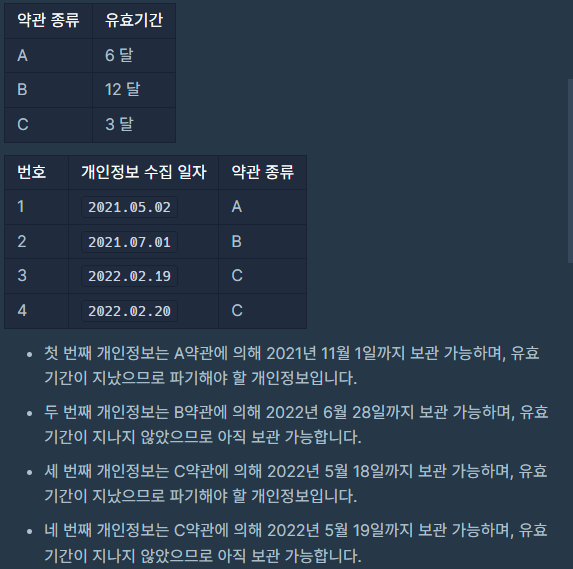 약관 종류 유효기간
A 6 달
B 12 달
C 3 달
번호 개인정보 수집 일자 약관 종류
1 2021.05.02 A
2 2021.07.01 B
3 2022.02.19 C
4 2022.02.20 C
• 첫 번째 개인정보는 A약관에 의해 2021년 11월 1일까지 보관 가능하며, 유효
기간이 지났으므로 파기해야 할 개인정보입니다.
• 두 번째 개인정보는 B약관에 의해 2022년 6월 28일까지 보관 가능하며, 유효
기간이 지나지 않았으므로 아직 보관 가능합니다.
• 세 번째 개인정보는 C약관에 의해 2022년 5월 18일까지 보관 가능하며, 유효
기간이 지났으므로 파기해야 할 개인정보입니다.
• 네 번째 개인정보는 C약관에 의해 2022년 5월 19일까지 보관 가능하며, 유효
기간이 지나지 않았으므로 아직 보관 가능합니다.